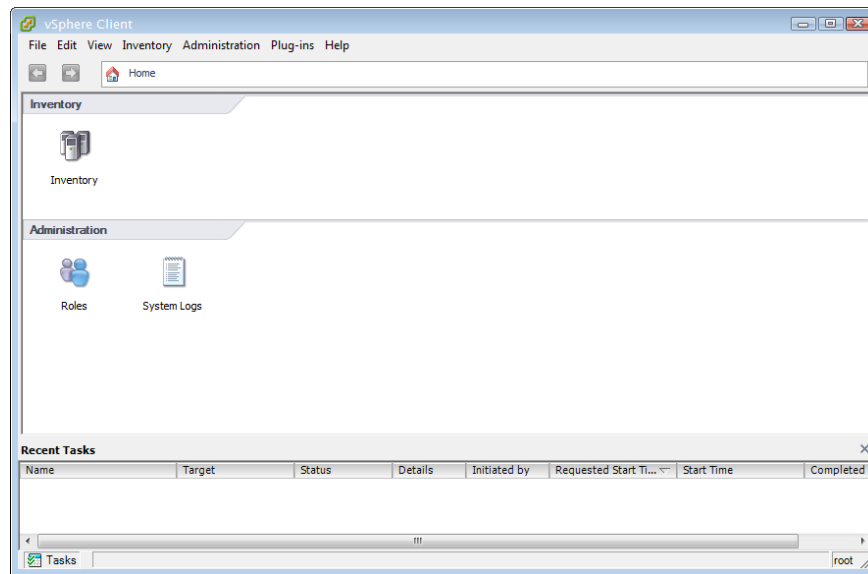 vSphere Client
File Edit View Inventory Administration Plug-ins Help
Home
Inventory
Inventory
Administration
Roles System Logs
Recent Tasks
Name Target Status Details Initiated by Requested Start Ti... Start Time Completed
Tasks root